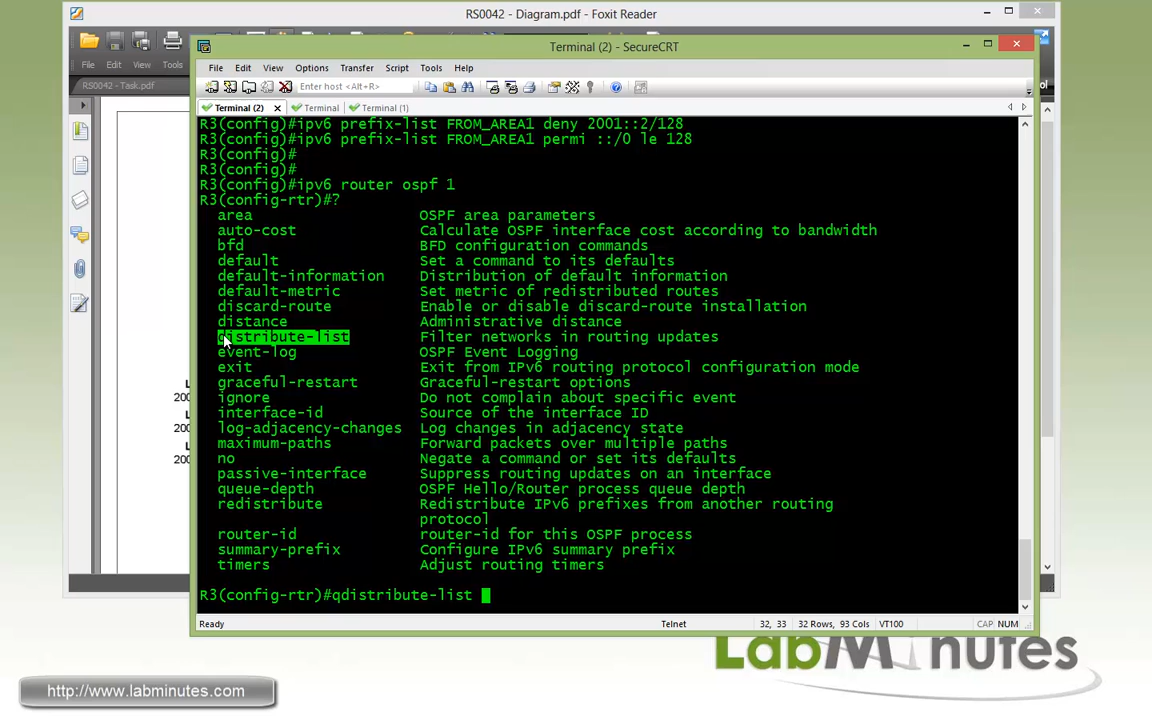 RS0042 - Diagram.pdf - Foxit Reader
File Home View Tools
RS0042 - Task.pdf
Terminal (2) - SecureCRT
File Edit View Options Transfer Script Tools Help
Enter host <Alt+R>
Terminal (2) Terminal Terminal (1)
R3(config)#ipv6 prefix-list FROM_AREA1 deny 2001::2/128
R3(config)#ipv6 prefix-list FROM_AREA1 permi ::/0 le 128
R3(config)#
R3(config)#
R3(config)#ipv6 router ospf 1
R3(config-rtr)#?
area OSPF area parameters
auto-cost Calculate OSPF interface cost according to bandwidth
bfd BFD configuration commands
default Set a command to its defaults
default-information Distribution of default information
default-metric Set metric of redistributed routes
discard-route Enable or disable discard-route installation
distance Administrative distance
distribute-list Filter networks in routing updates
event-log OSPF Event Logging
exit Exit from IPv6 routing protocol configuration mode
graceful-restart Graceful-restart options
ignore Do not complain about specific event
interface-id Source of the interface ID
log-adjacency-changes Log changes in adjacency state
maximum-paths Forward packets over multiple paths
no Negate a command or set its defaults
passive-interface Suppress routing updates on an interface
queue-depth OSPF Hello/Router process queue depth
redistribute Redistribute IPv6 prefixes from another routing
protocol
router-id router-id for this OSPF process
summary-prefix Configure IPv6 summary prefix
timers Adjust routing timers
R3(config-rtr)#qdistribute-list
Ready Telnet 32, 33 32 Rows, 93 Cols VT100 CAP NUM
LabMinutes
http://www.labminutes.com